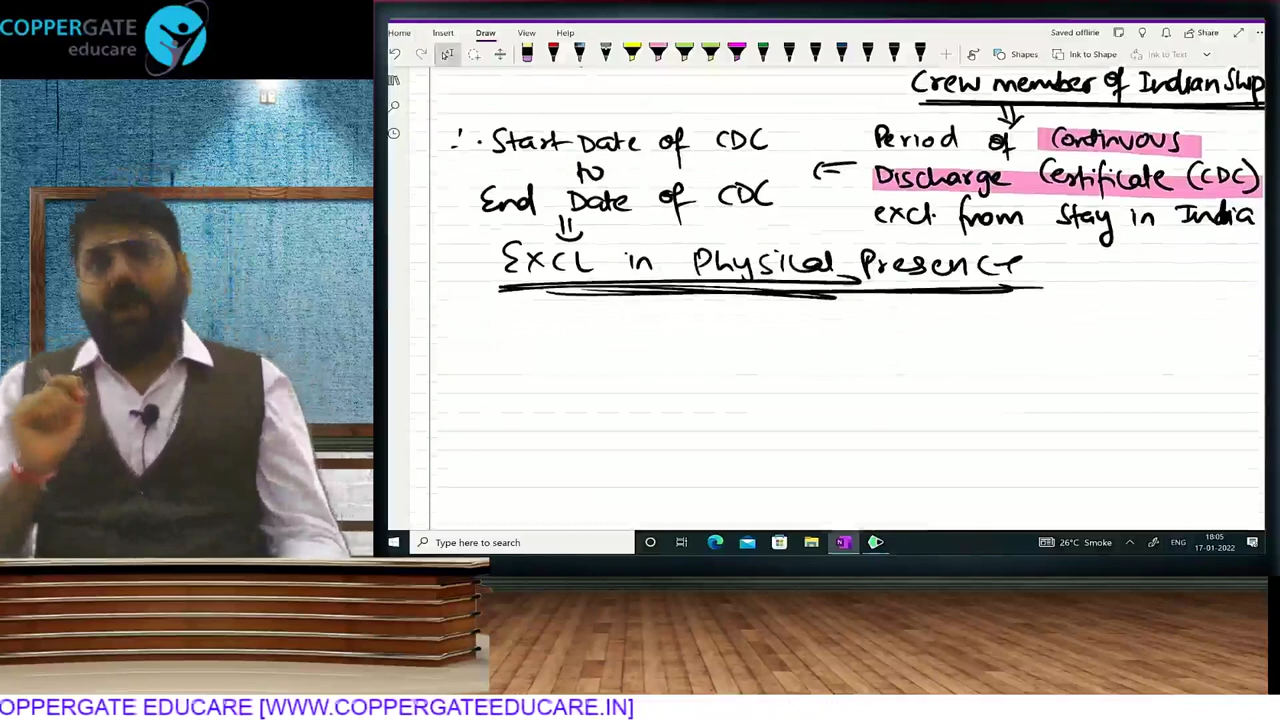 COPPERGATE
educare
Home Insert Draw View Help
Saved offline
Share
Shapes
Ink to Shape
Ink to Text
Crew member of Indian Ship
∴ Start Date of CDC
to
End Date of CDC
⇓
EXCL in Physical Presence
⇓
Period of Continuous
← Discharge Certificate (CDC)
excl. from stay in India
Type here to search
26°C Smoke
ENG
18:05
17-01-2022
OPPERGATE EDUCARE [WWW.COPPERGATEEDUCARE.IN]